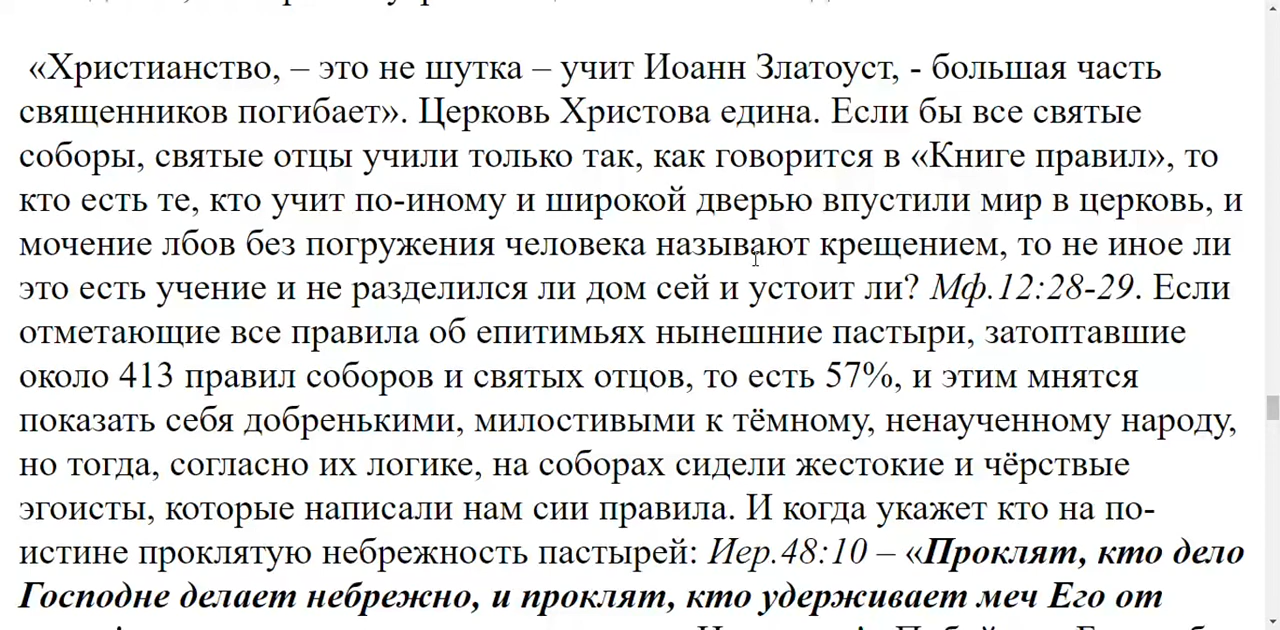 «Христианство, – это не шутка – учит Иоанн Златоуст, - большая часть
священников погибает». Церковь Христова едина. Если бы все святые
соборы, святые отцы учили только так, как говорится в «Книге правил», то
кто есть те, кто учит по-иному и широкой дверью впустили мир в церковь, и
мочение лбов без погружения человека называют крещением, то не иное ли
это есть учение и не разделился ли дом сей и устоит ли? Мф.12:28-29. Если
отметающие все правила об епитимьях нынешние пастыри, затоптавшие
около 413 правил соборов и святых отцов, то есть 57%, и этим мнятся
показать себя добренькими, милостивыми к тёмному, ненаученному народу,
но тогда, согласно их логике, на соборах сидели жестокие и чёрствые
эгоисты, которые написали нам сии правила. И когда укажет кто на по-
истине проклятую небрежность пастырей: Иер.48:10 – «Проклят, кто дело
Господне делает небрежно, и проклят, кто удерживает меч Его от